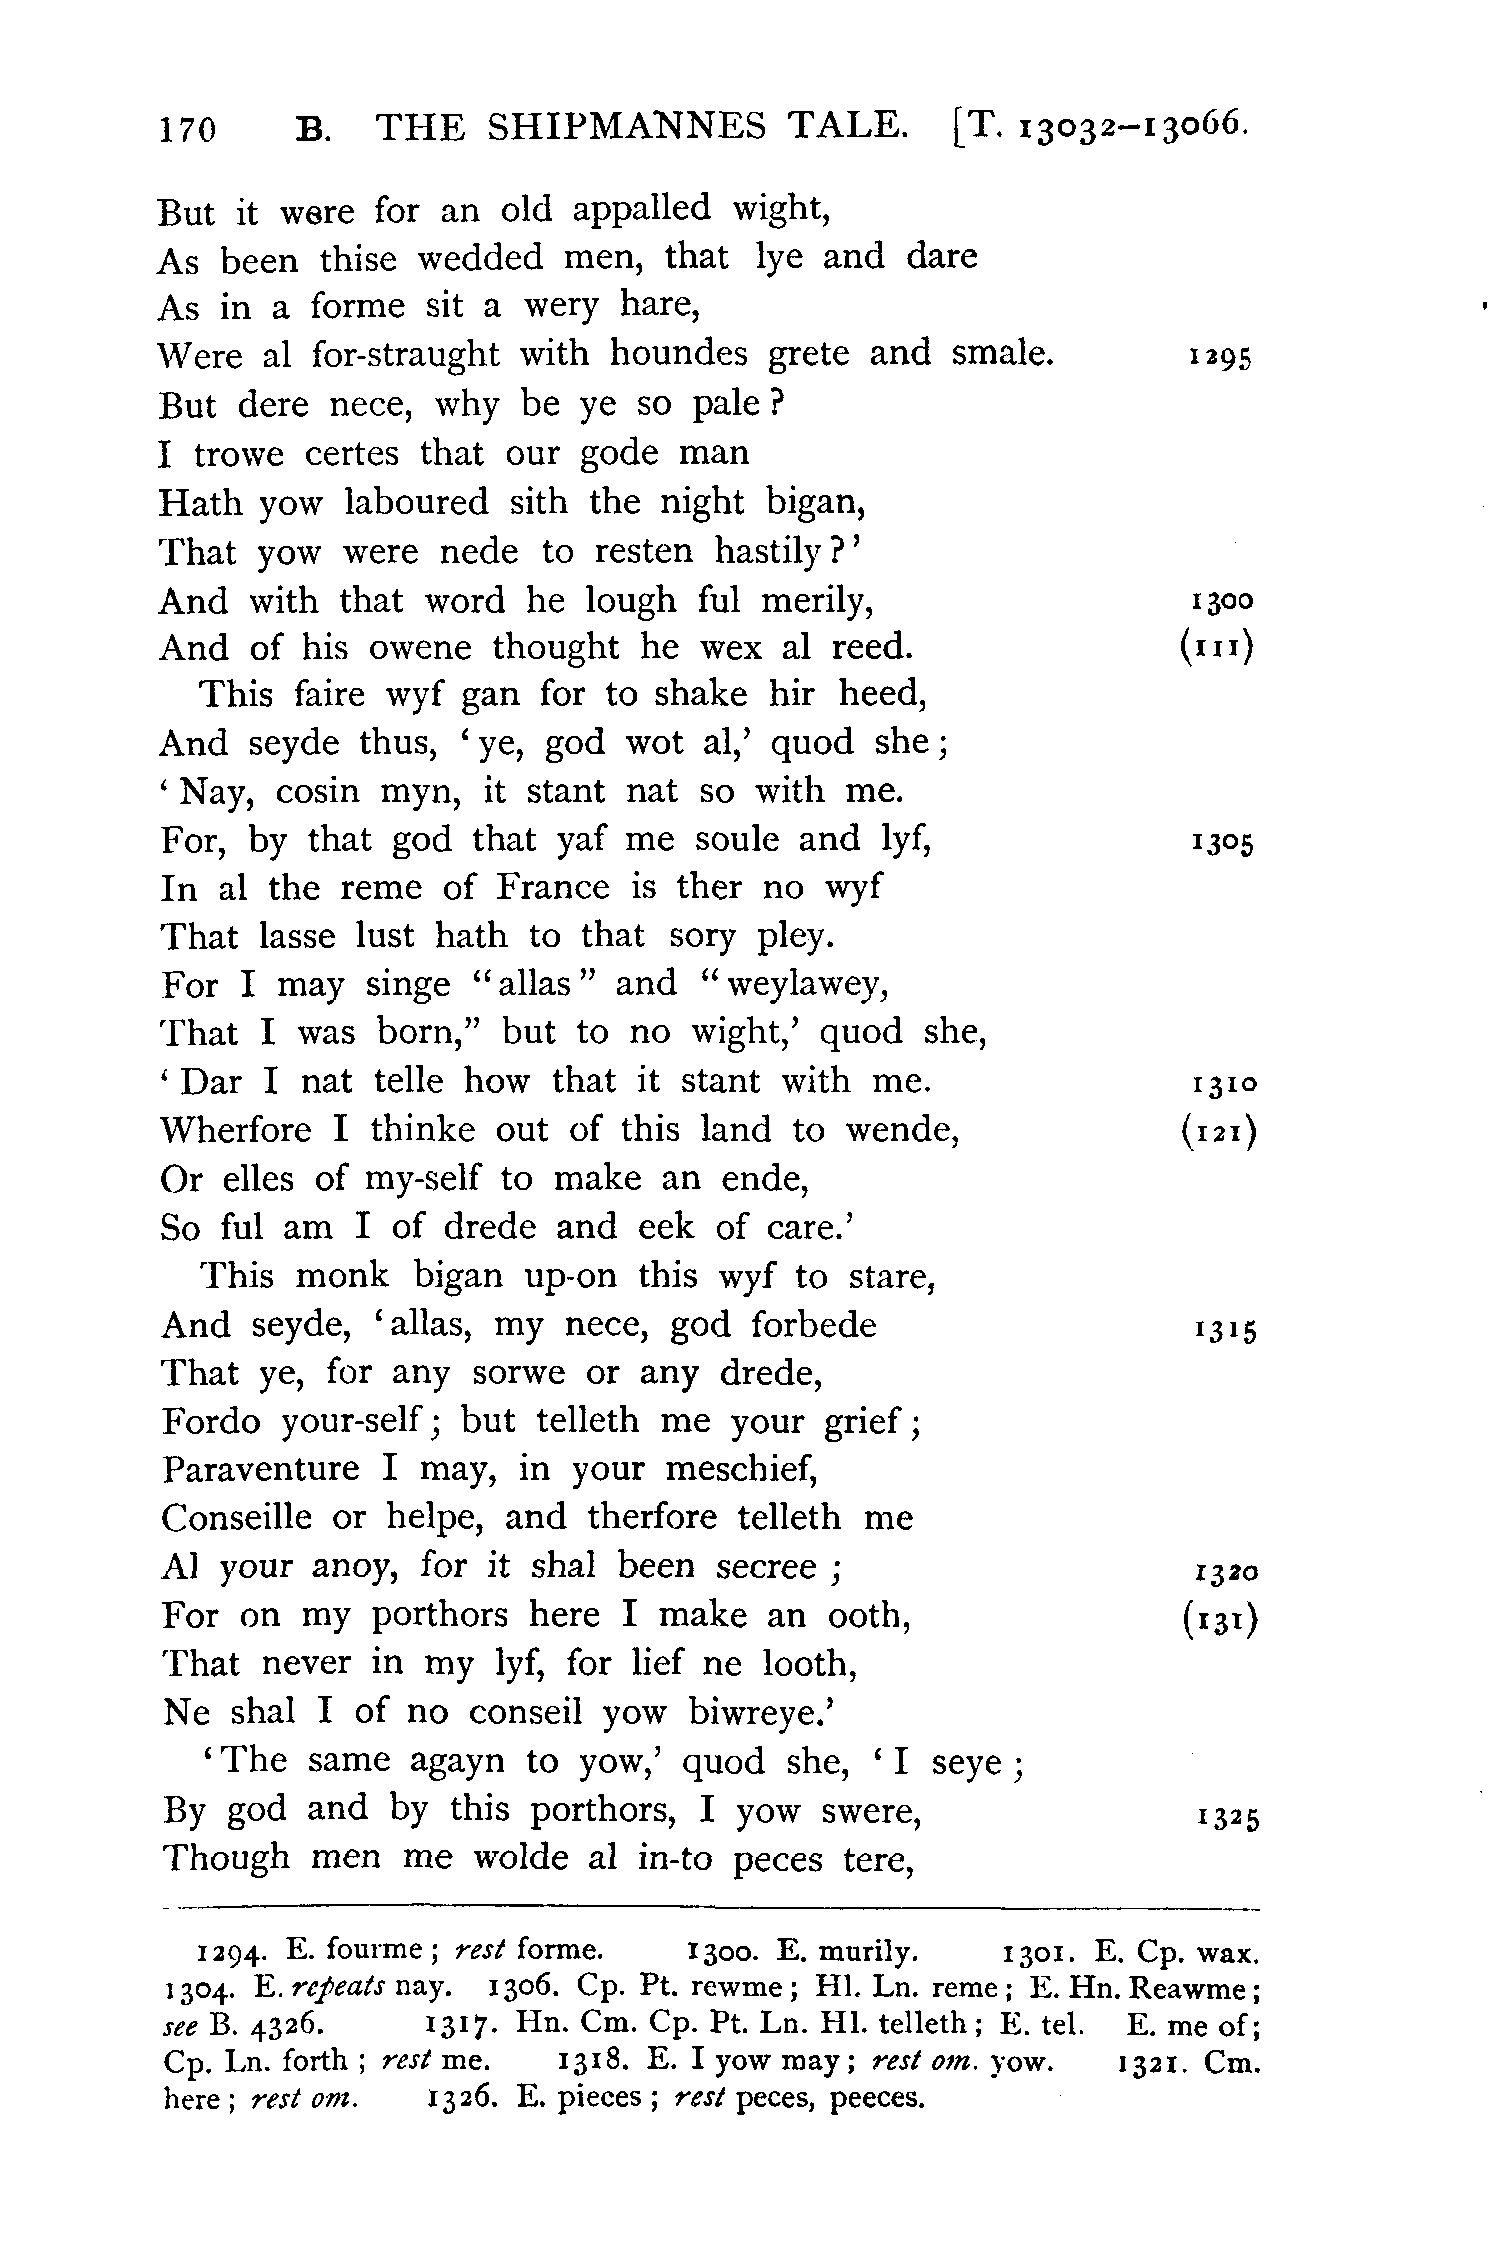 170 B. THE SHIPMANNES TALE. [T. 13032–13066.
But it were for an old appalled wight,
As been thise wedded men, that lye and dare
As in a forme sit a wery hare,
Were al for-straught with houndes grete and smale. 1295
But dere nece, why be ye so pale ?
I trowe certes that our gode man
Hath yow laboured sith the night bigan,
That yow were nede to resten hastily ?’
And with that word he lough ful merily, 1300
And of his owene thought he wex al reed. (111)
This faire wyf gan for to shake hir heed,
And seyde thus, ‘ ye, god wot al,’ quod she ;
‘ Nay, cosin myn, it stant nat so with me.
For, by that god that yaf me soule and lyf, 1305
In al the reme of France is ther no wyf
That lasse lust hath to that sory pley.
For I may singe “ allas ” and “ weylawey,
That I was born,” but to no wight,’ quod she,
‘ Dar I nat telle how that it stant with me. 1310
Wherfore I thinke out of this land to wende, (121)
Or elles of my-self to make an ende,
So ful am I of drede and eek of care.’
This monk bigan up-on this wyf to stare,
And seyde, ‘ allas, my nece, god forbede 1315
That ye, for any sorwe or any drede,
Fordo your-self ; but telleth me your grief ;
Paraventure I may, in your meschief,
Conseille or helpe, and therfore telleth me
Al your anoy, for it shal been secree ; 1320
For on my porthors here I make an ooth, (131)
That never in my lyf, for lief ne looth,
Ne shal I of no conseil yow biwreye.’
‘ The same agayn to yow,’ quod she, ‘ I seye ;
By god and by this porthors, I yow swere, 1325
Though men me wolde al in-to peces tere,
1294. E. fourme ; rest forme. 1300. E. murily. 1301. E. Cp. wax.
1304. E. repeats nay. 1306. Cp. Pt. rewme ; Hl. Ln. reme ; E. Hn. Reawme ;
see B. 4326. 1317. Hn. Cm. Cp. Pt. Ln. Hl. telleth ; E. tel. E. me of ;
Cp. Ln. forth ; rest me. 1318. E. I yow may ; rest om. yow. 1321. Cm.
here ; rest om. 1326. E. pieces ; rest peces, peeces.